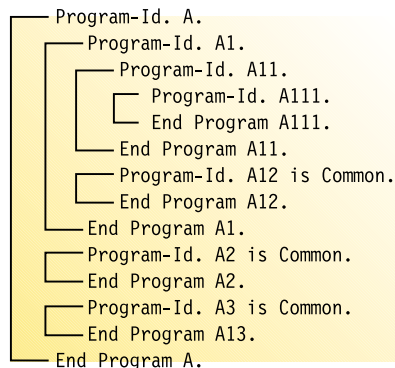 Program-Id. A.
Program-Id. A1.
Program-Id. A11.
Program-Id. A111.
End Program A111.
End Program A11.
Program-Id. A12 is Common.
End Program A12.
End Program A1.
Program-Id. A2 is Common.
End Program A2.
Program-Id. A3 is Common.
End Program A13.
End Program A.